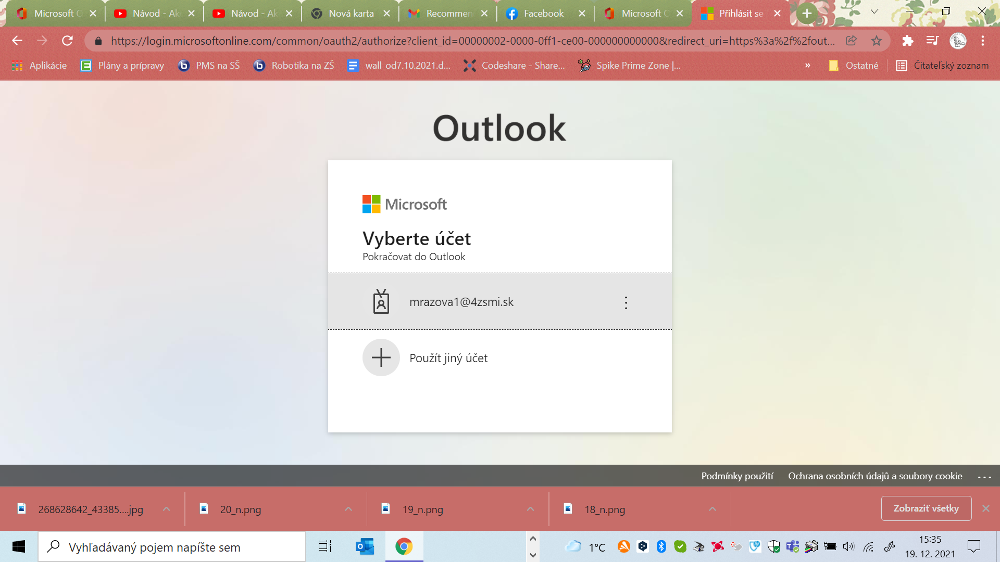 Microsoft O
Návod - Ak
Návod - Ak
Nová karta
Recommen
Facebook
Microsoft O
Přihlásit se
https://login.microsoftonline.com/common/oauth2/authorize?client_id=00000002-0000-0ff1-ce00-000000000000&redirect_uri=https%3a%2f%2fout...
Aplikácie
Plány a prípravy
PMS na SŠ
Robotika na ZŠ
wall_od7.10.2021.d...
Codeshare - Share...
Spike Prime Zone |...
»
Ostatné
Čitateľský zoznam
Outlook
Microsoft
Vyberte účet
Pokračovat do Outlook
mrazova1@4zsmi.sk
Použít jiný účet
Podmínky použití
Ochrana osobních údajů a soubory cookie
...
268628642_43385....jpg
20_n.png
19_n.png
18_n.png
Zobraziť všetky
Vyhľadávaný pojem napíšte sem
1°C
15:35
19. 12. 2021